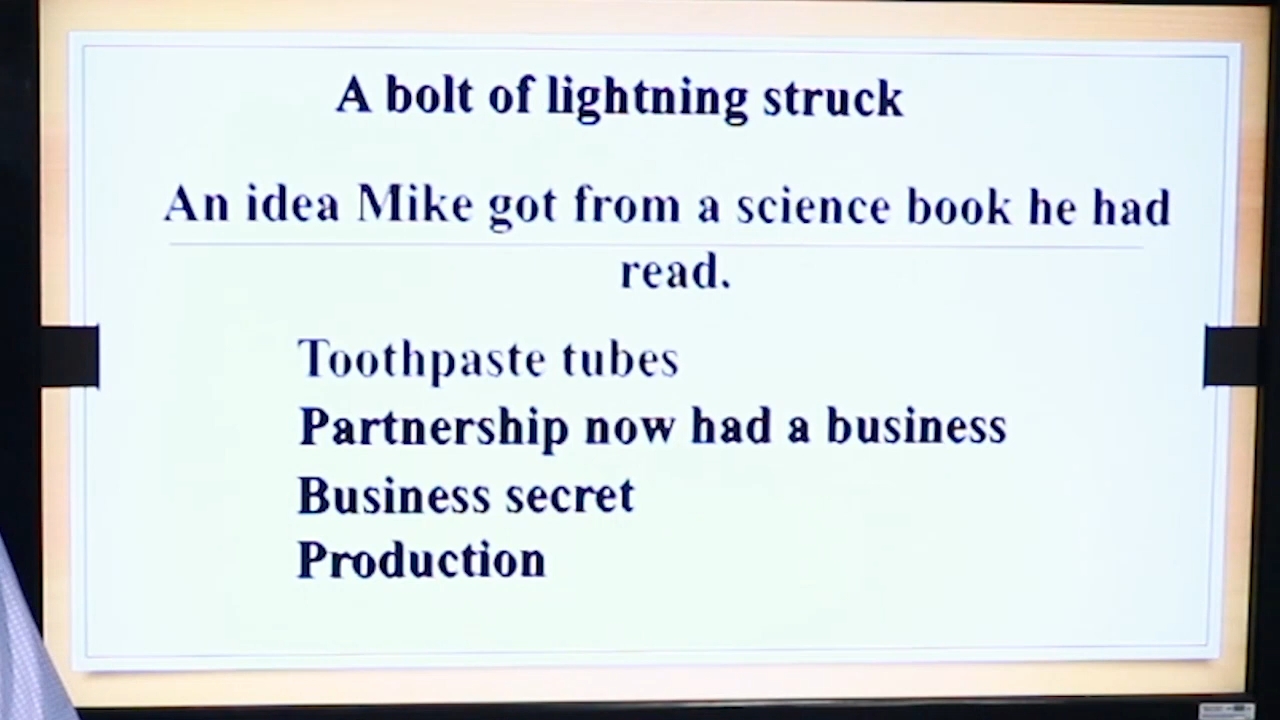 A bolt of lightning struck
An idea Mike got from a science book he had
read.
Toothpaste tubes
Partnership now had a business
Business secret
Production